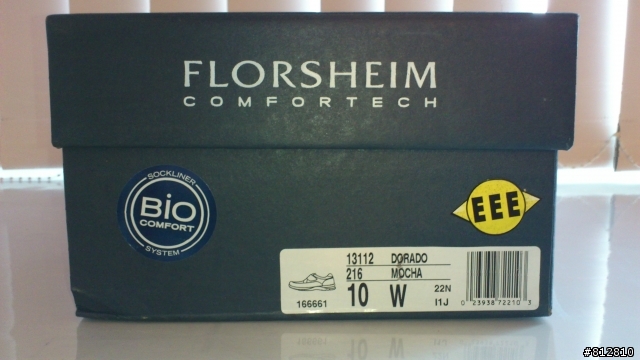 FLORSHEIM
COMFORTECH
SOCKLINER
BiO
COMFORT
SYSTEM
EEE
13112 DORADO
216 MOCHA
166661 10 W 22N
I1J
0 23938 72210 3
#812810